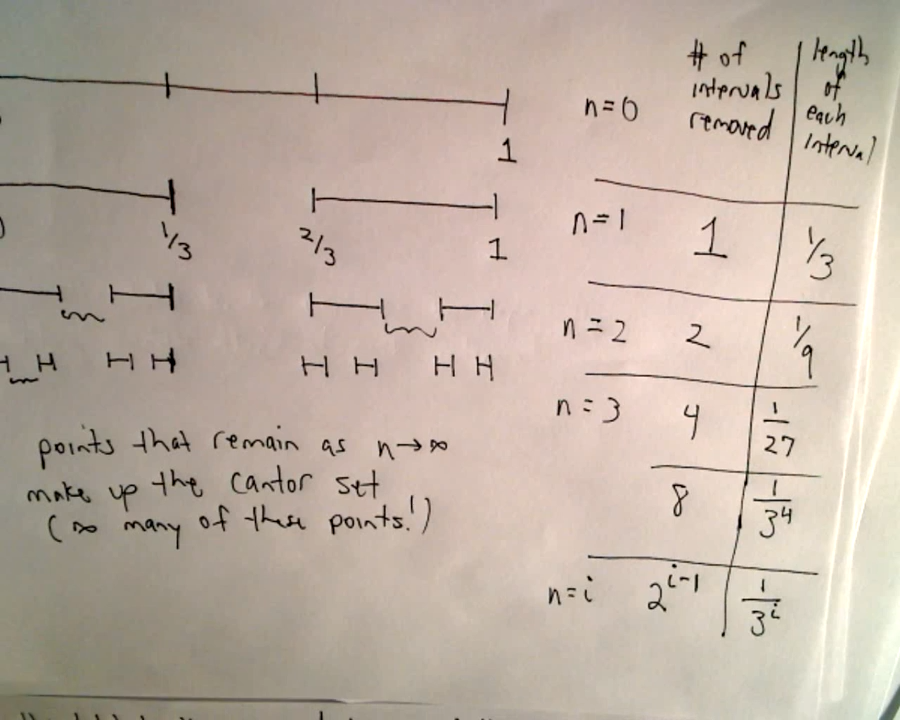 1
1/3
2/3
1
points that remain as n→∞
make up the cantor set
(∞ many of these points!)
# of intervals removed
length of each interval
n=0
n=1 1 1/3
n=2 2 1/9
n=3 4 1/27
8 1/3^4
n=i 2^{i-1} 1/3^i